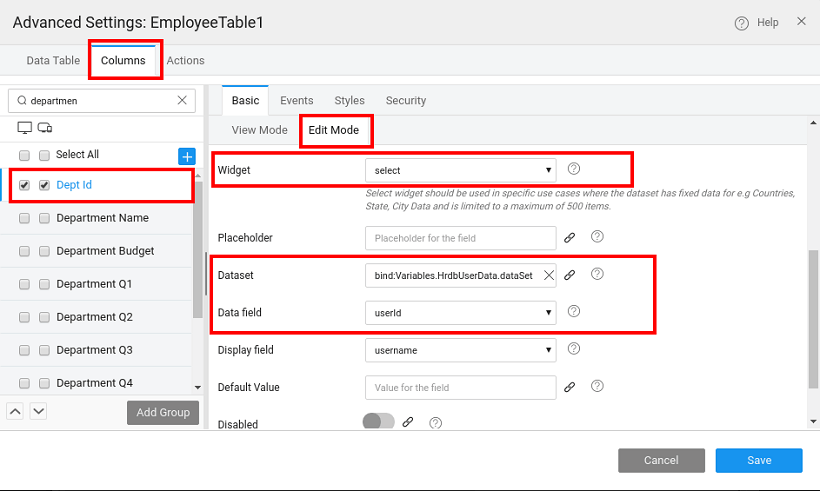 Advanced Settings: EmployeeTable1
Help
Data Table
Columns
Actions
departmen
Select All
Dept Id
Department Name
Department Budget
Department Q1
Department Q2
Department Q3
Department Q4
Add Group
Basic
Events
Styles
Security
View Mode
Edit Mode
Widget
select
Select widget should be used in specific use cases where the dataset has fixed data for e.g Countries,
State, City Data and is limited to a maximum of 500 items.
Placeholder
Placeholder for the field
Dataset
bind:Variables.HrdbUserData.dataSet
Data field
userId
Display field
username
Default Value
Value for the field
Disabled
Cancel
Save